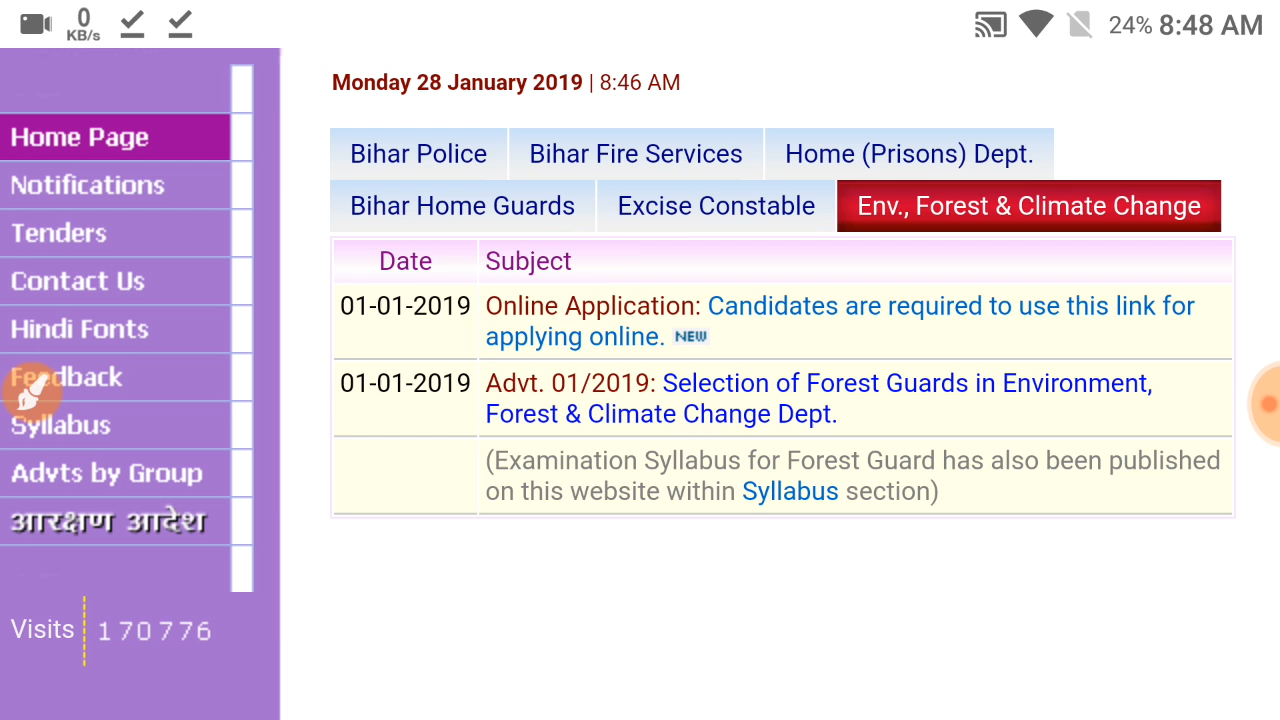 0
KB/s
24% 8:48 AM
Home Page
Notifications
Tenders
Contact Us
Hindi Fonts
Feedback
Syllabus
Advts by Group
आरक्षण आदेश
Visits 170776
Monday 28 January 2019 | 8:46 AM
Bihar Police Bihar Fire Services Home (Prisons) Dept.
Bihar Home Guards Excise Constable Env., Forest & Climate Change
Date Subject
01-01-2019 Online Application: Candidates are required to use this link for
applying online. NEW
01-01-2019 Advt. 01/2019: Selection of Forest Guards in Environment,
Forest & Climate Change Dept.
(Examination Syllabus for Forest Guard has also been published
on this website within Syllabus section)